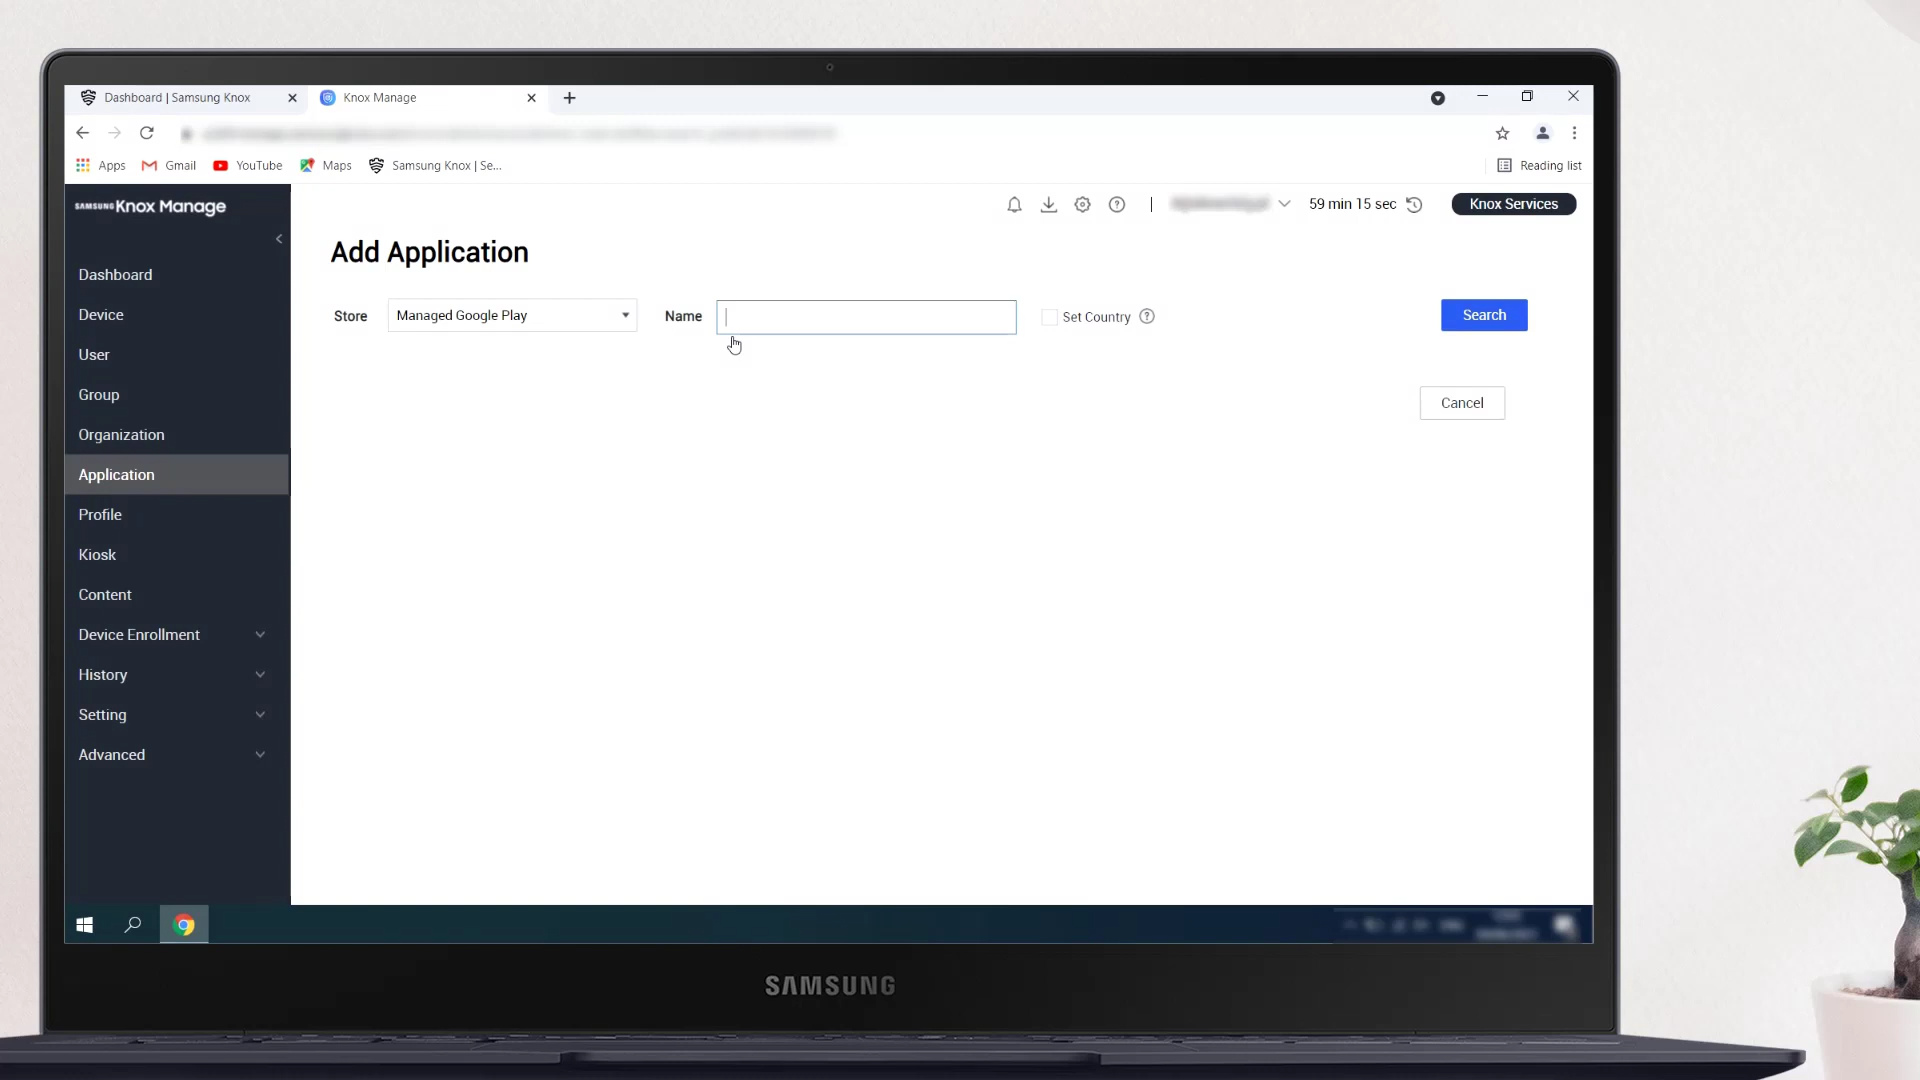 Dashboard | Samsung Knox
Knox Manage
Apps
Gmail
YouTube
Maps
Samsung Knox | Se...
Reading list
SAMSUNG Knox Manage
59 min 15 sec
Knox Services
Add Application
Dashboard
Device
User
Group
Organization
Application
Profile
Kiosk
Content
Device Enrollment
History
Setting
Advanced
Store
Managed Google Play
Name
Set Country
Search
Cancel
SAMSUNG